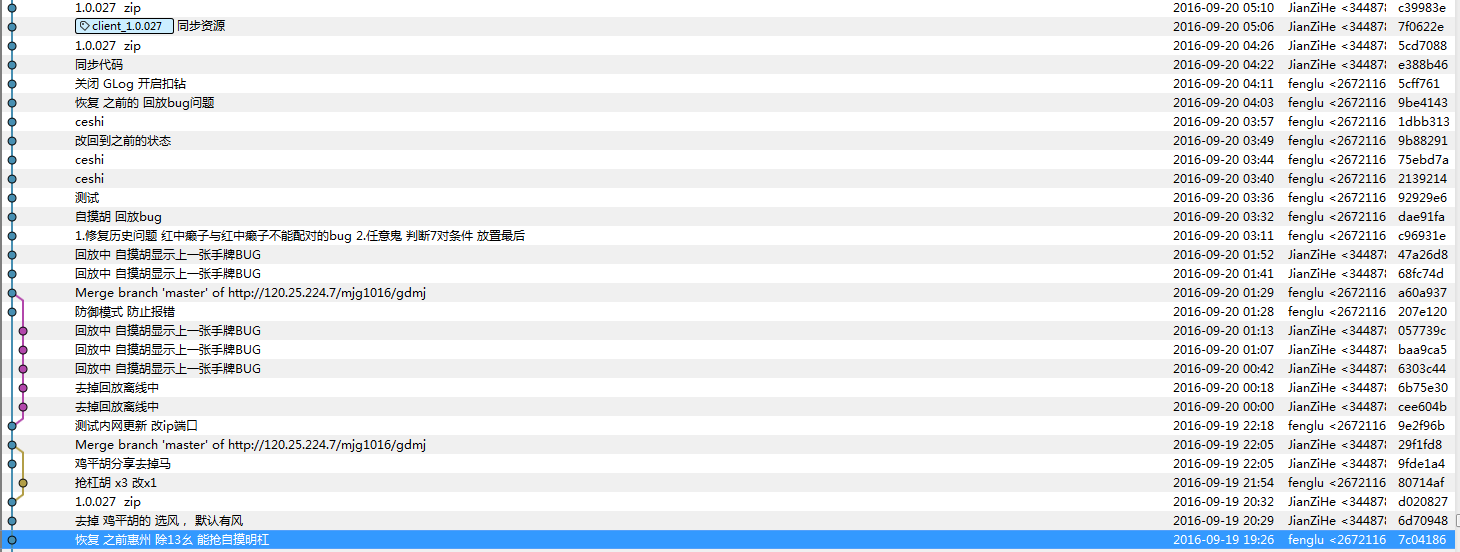 1.0.027 zip 2016-09-20 05:10 JianZiHe <344878 c39983e
client_1.0.027 同步资源 2016-09-20 05:06 JianZiHe <344878 7f0622e
1.0.027 zip 2016-09-20 04:26 JianZiHe <344878 5cd7088
同步代码 2016-09-20 04:22 JianZiHe <344878 e388b46
关闭 GLog 开启扣钻 2016-09-20 04:11 fenglu <2672116 5cff761
恢复 之前的 回放bug问题 2016-09-20 04:03 fenglu <2672116 9be4143
ceshi 2016-09-20 03:57 fenglu <2672116 1dbb313
改回到之前的状态 2016-09-20 03:49 fenglu <2672116 9b88291
ceshi 2016-09-20 03:44 fenglu <2672116 75ebd7a
ceshi 2016-09-20 03:40 fenglu <2672116 2139214
测试 2016-09-20 03:36 fenglu <2672116 92929e6
自摸胡 回放bug 2016-09-20 03:32 fenglu <2672116 dae91fa
1.修复历史问题 红中癞子与红中癞子不能配对的bug 2.任意鬼 判断7对条件 放置最后 2016-09-20 03:11 fenglu <2672116 c96931e
回放中 自摸胡显示上一张手牌BUG 2016-09-20 01:52 JianZiHe <344878 47a26d8
回放中 自摸胡显示上一张手牌BUG 2016-09-20 01:41 JianZiHe <344878 68fc74d
Merge branch 'master' of http://120.25.224.7/mjg1016/gdmj 2016-09-20 01:29 fenglu <2672116 a60a937
防御模式 防止报错 2016-09-20 01:28 fenglu <2672116 207e120
回放中 自摸胡显示上一张手牌BUG 2016-09-20 01:13 JianZiHe <344878 057739c
回放中 自摸胡显示上一张手牌BUG 2016-09-20 01:07 JianZiHe <344878 baa9ca5
回放中 自摸胡显示上一张手牌BUG 2016-09-20 00:42 JianZiHe <344878 6303c44
去掉回放离线中 2016-09-20 00:18 JianZiHe <344878 6b75e30
去掉回放离线中 2016-09-20 00:00 JianZiHe <344878 cee604b
测试内网更新 改ip端口 2016-09-19 22:18 fenglu <2672116 9e2f96b
Merge branch 'master' of http://120.25.224.7/mjg1016/gdmj 2016-09-19 22:05 JianZiHe <344878 29f1fd8
鸡平胡分享去掉马 2016-09-19 22:05 JianZiHe <344878 9fde1a4
抢杠胡 x3 改x1 2016-09-19 21:54 fenglu <2672116 80714af
1.0.027 zip 2016-09-19 20:32 JianZiHe <344878 d020827
去掉 鸡平胡的 选风， 默认有风 2016-09-19 20:29 JianZiHe <344878 6d70948
恢复 之前惠州 除13幺 能抢自摸明杠 2016-09-19 19:26 fenglu <2672116 7c04186